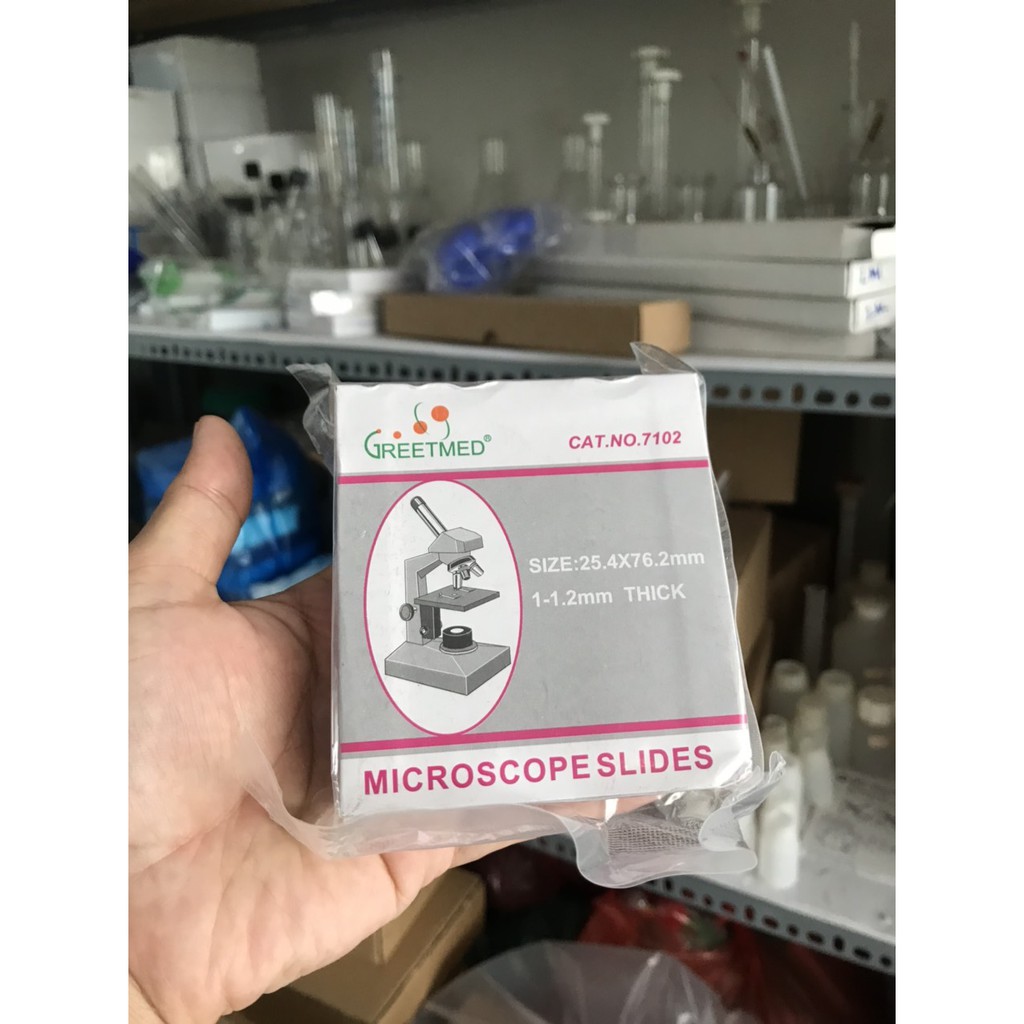 GREETMED®
CAT.NO.7102
SIZE:25.4X76.2mm
1-1.2mm THICK
MICROSCOPE SLIDES